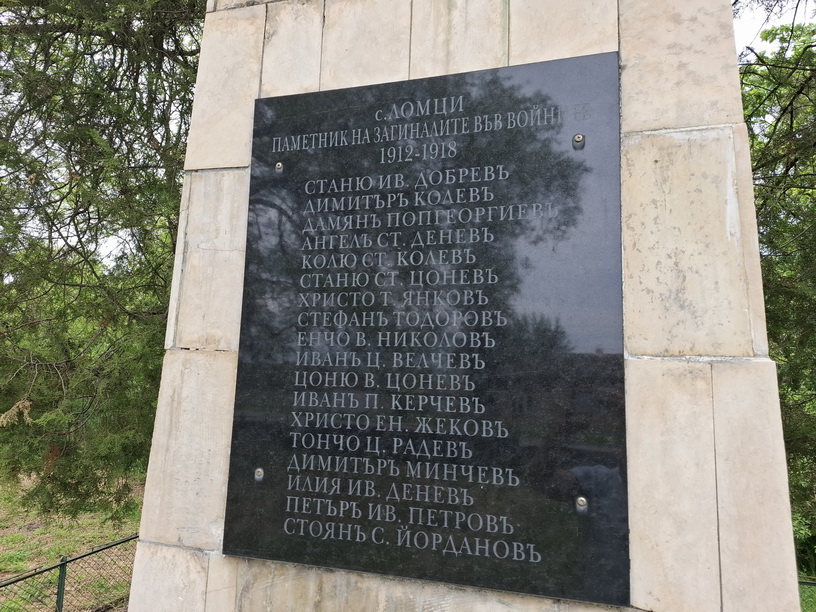 с.ЛОМЦИ
ПАМЕТНИК НА ЗАГИНАЛИТЕ ВЪВ ВОЙНИТЕ
1912-1918
СТАНЮ ИВ. ДОБРЕВЪ
ДИМИТЪРЪ КОЛЕВЪ
ДАМЯНЪ ПОПГЕОРГИЕВЪ
АНГЕЛЪ СТ. ДЕНЕВЪ
КОЛЮ СТ. КОЛЕВЪ
СТАНЮ СТ. ЦОНЕВЪ
ХРИСТО Т. ЯНКОВЪ
СТЕФАНЪ ТОДОРОВЪ
ЕНЧО В. НИКОЛОВЪ
ИВАНЪ Ц. ВЕЛЧЕВЪ
ЦОНЮ В. ЦОНЕВЪ
ИВАНЪ П. КЕРЧЕВЪ
ХРИСТО ЕН. ЖЕКОВЪ
ТОНЧО Ц. РАДЕВЪ
ДИМИТЪРЪ МИНЧЕВЪ
ИЛИЯ ИВ. ДЕНЕВЪ
ПЕТЪРЪ ИВ. ПЕТРОВЪ
СТОЯНЪ С. ЙОРДАНОВЪ